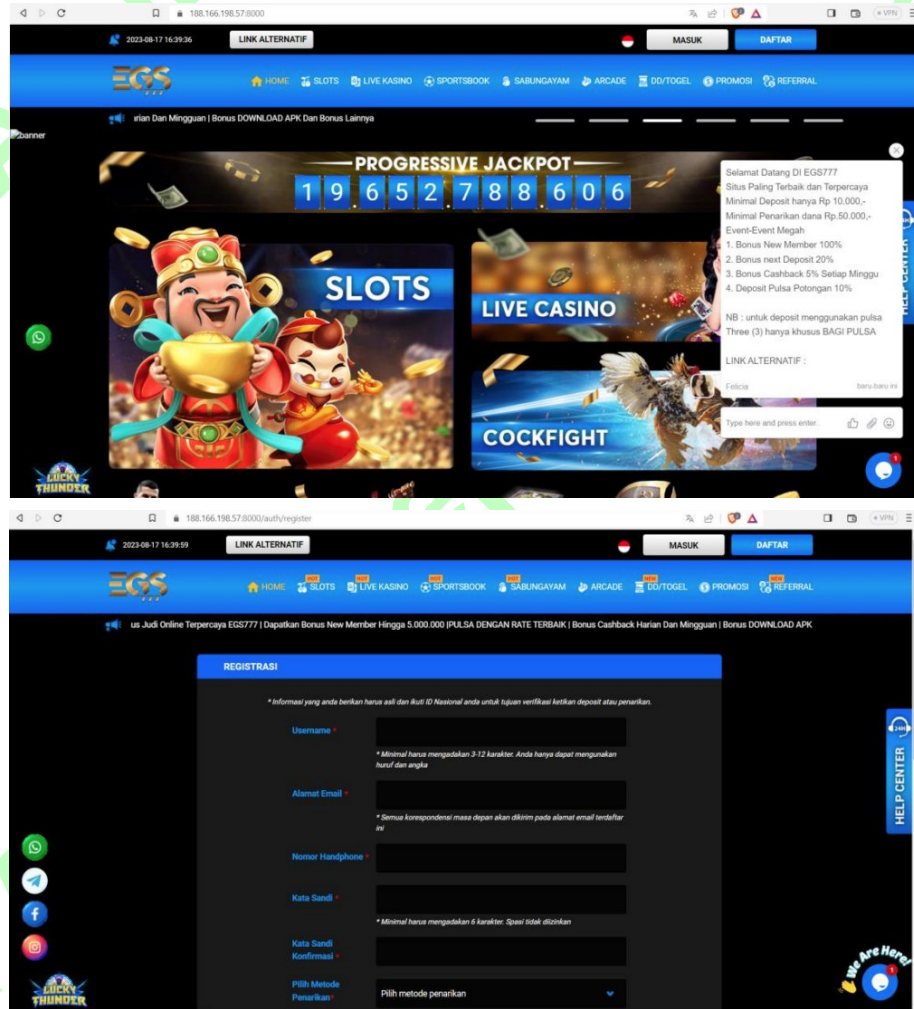 188.166.198.57:8000
VPN
2023-08-17 16:39:36
LINK ALTERNATIF
MASUK
DAFTAR
EGS
HOME SLOTS LIVE KASINO SPORTSBOOK SABUNGAYAM ARCADE DD/TOGEL PROMOSI REFERRAL
rian Dan Mingguan | Bonus DOWNLOAD APK Dan Bonus Lainnya
banner
PROGRESSIVE JACKPOT
19.652.788.606
SLOTS
LIVE CASINO
COCKFIGHT
LUCKY
THUNDER
HELP CENTER
Selamat Datang DI EGS777
Situs Paling Terbaik dan Terpercaya
Minimal Deposit hanya Rp 10.000,-
Minimal Penarikan dana Rp.50.000,-
Event-Event Megah
1. Bonus New Member 100%
2. Bonus next Deposit 20%
3. Bonus Cashback 5% Setiap Minggu
4. Deposit Pulsa Potongan 10%
NB : untuk deposit menggunakan pulsa
Three (3) hanya khusus BAGI PULSA
LINK ALTERNATIF :
Felicia baru-baru ini
Type here and press enter.
1
188.166.198.57:8000/auth/register
VPN
2023-08-17 16:39:59
LINK ALTERNATIF
MASUK
DAFTAR
EGS
HOT HOT HOT HOT NEW NEW
HOME SLOTS LIVE KASINO SPORTSBOOK SABUNGAYAM ARCADE DD/TOGEL PROMOSI REFERRAL
us Judi Online Terpercaya EGS777 | Dapatkan Bonus New Member Hingga 5.000.000 |PULSA DENGAN RATE TERBAIK | Bonus Cashback Harian Dan Mingguan | Bonus DOWNLOAD APK
REGISTRASI
* Informasi yang anda berikan harus asli dan ikuti ID Nasional anda untuk tujuan verifikasi ketikan deposit atau penarikan.
Username *
* Minimal harus mengadakan 3-12 karakter. Anda hanya dapat mengunakan
huruf dan angka
Alamat Email *
* Semua korespondensi masa depan akan dikirim pada alamat email terdaftar
ini
Nomor Handphone *
Kata Sandi *
* Minimal harus mengadakan 6 karakter. Spasi tidak diizinkan
Kata Sandi
Konfirmasi *
Pilih Metode
Penarikan *
Pilih metode penarikan
24H
HELP CENTER
We Are Here!
1
LUCKY
THUNDER